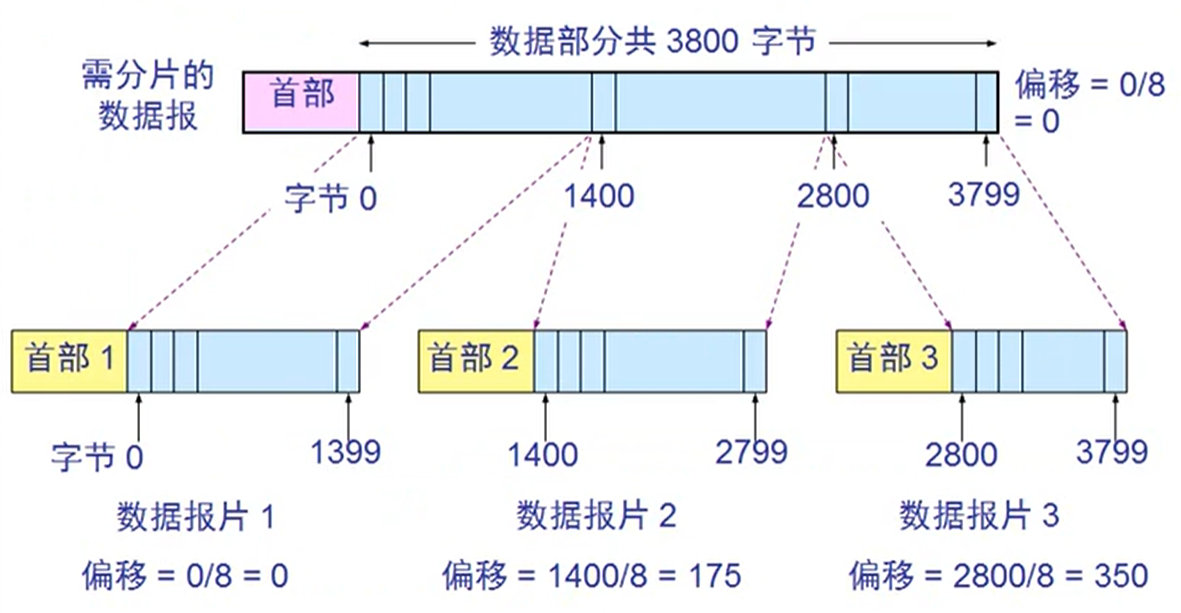 数据部分共 3800 字节
需分片的
数据报
首部
偏移 = 0/8
= 0
字节 0
1400
2800
3799
首部 1
首部 2
首部 3
字节 0
1399
1400
2799
2800
3799
数据报片 1
数据报片 2
数据报片 3
偏移 = 0/8 = 0
偏移 = 1400/8 = 175
偏移 = 2800/8 = 350